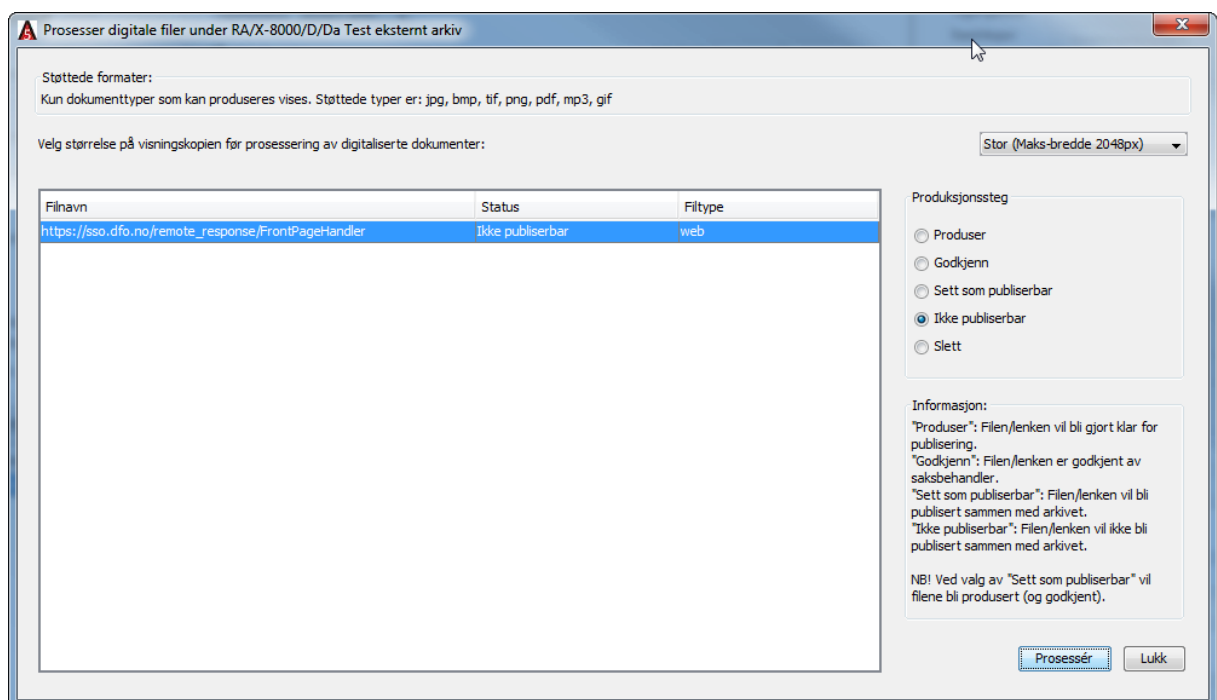 Prosesser digitale filer under RA/X-8000/D/Da Test eksternt arkiv
Støttede formater:
Kun dokumenttyper som kan produseres vises. Støttede typer er: jpg, bmp, tif, png, pdf, mp3, gif
Velg størrelse på visningskopien før prosessering av digitaliserte dokumenter:
Stor (Maks-bredde 2048px)
Filnavn Status Filtype
https://sso.dfo.no/remote_response/FrontPageHandler Ikke publiserbar web
Produksjonssteg
Produser
Godkjenn
Sett som publiserbar
Ikke publiserbar
Slett
Informasjon:
"Produser": Filen/lenken vil bli gjort klar for
publisering.
"Godkjenn": Filen/lenken er godkjent av
saksbehandler.
"Sett som publiserbar": Filen/lenken vil bli
publisert sammen med arkivet.
"Ikke publiserbar": Filen/lenken vil ikke bli
publisert sammen med arkivet.
NB! Ved valg av "Sett som publiserbar" vil
filene bli produsert (og godkjent).
Prosessér Lukk